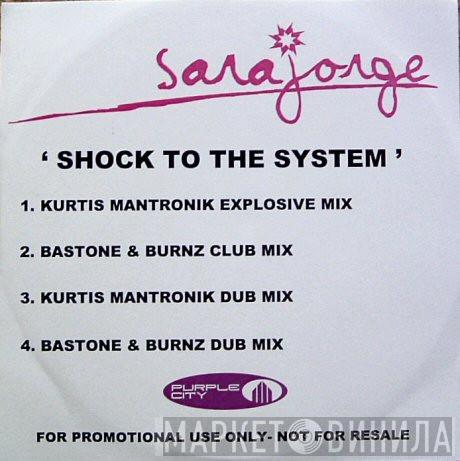 sarajorge
' SHOCK TO THE SYSTEM '
1. KURTIS MANTRONIK EXPLOSIVE MIX
2. BASTONE & BURNZ CLUB MIX
3. KURTIS MANTRONIK DUB MIX
4. BASTONE & BURNZ DUB MIX
PURPLE
CITY
FOR PROMOTIONAL USE ONLY- NOT FOR RESALE
МАРКЕТ ВИНИЛА